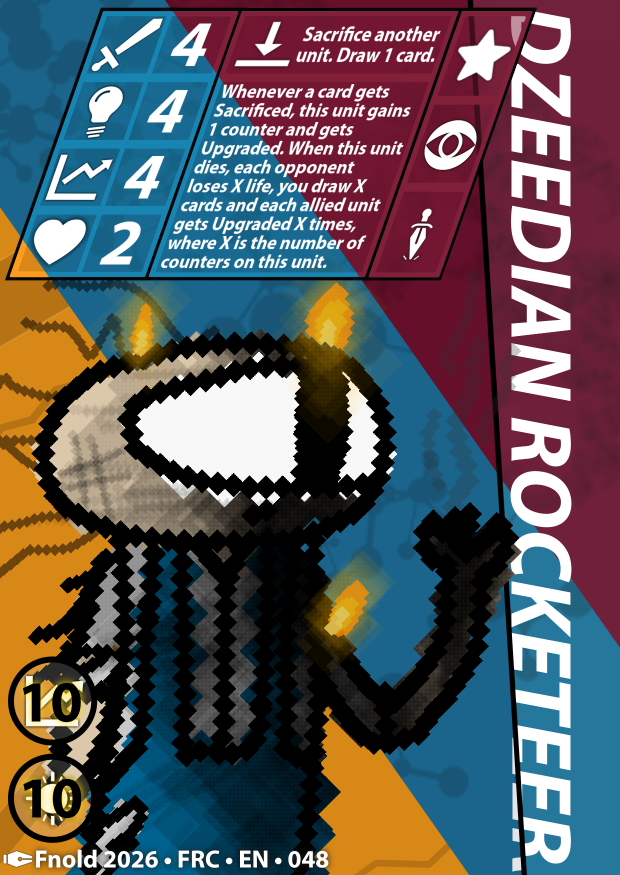 4
Sacrifice another
unit. Draw 1 card.
4
4
2
Whenever a card gets
Sacrificed, this unit gains
1 counter and gets
Upgraded. When this unit
dies, each opponent
loses X life, you draw X
cards and each allied unit
gets Upgraded X times,
where X is the number of
counters on this unit.
DZEEDIAN ROCKETEER
10
10
Fnold 2026 • FRC • EN • 048